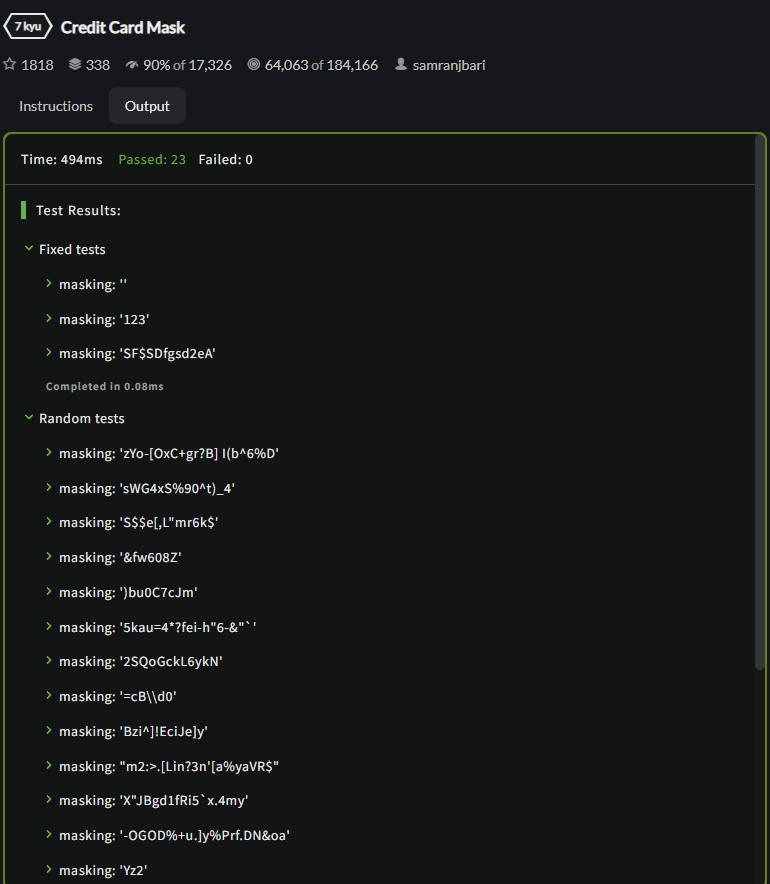 7 kyu Credit Card Mask
1818 338 90% of 17,326 64,063 of 184,166 samranjbari
Instructions Output
Time: 494ms Passed: 23 Failed: 0
Test Results:
Fixed tests
masking: ''
masking: '123'
masking: 'SF$SDfgsd2eA'
Completed in 0.08ms
Random tests
masking: 'zYo-[OxC+gr?B] I(b^6%D'
masking: 'sWG4xS%90^t)_4'
masking: 'S$$e[,L"mr6k$'
masking: '&fw608Z'
masking: ')bu0C7cJm'
masking: '5kau=4*?fei-h"6-&"`'
masking: '2SQoGckL6ykN'
masking: '=cB\\d0'
masking: 'Bzi^]!EciJe]y'
masking: "m2:>.[Lin?3n'[a%yaVR$"
masking: 'X"JBgd1fRi5`x.4my'
masking: '-OGOD%+u.]y%Prf.DN&oa'
masking: 'Yz2'